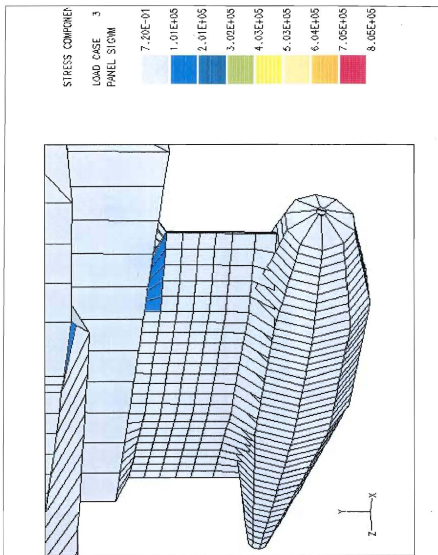 STRESS COMPONEN
LOAD CASE 3
PANEL SIGVM
7.20E-01
1.01E+05
2.01E+05
3.02E+05
4.03E+05
5.03E+05
6.04E+05
7.05E+05
8.05E+05
Y
Z
X